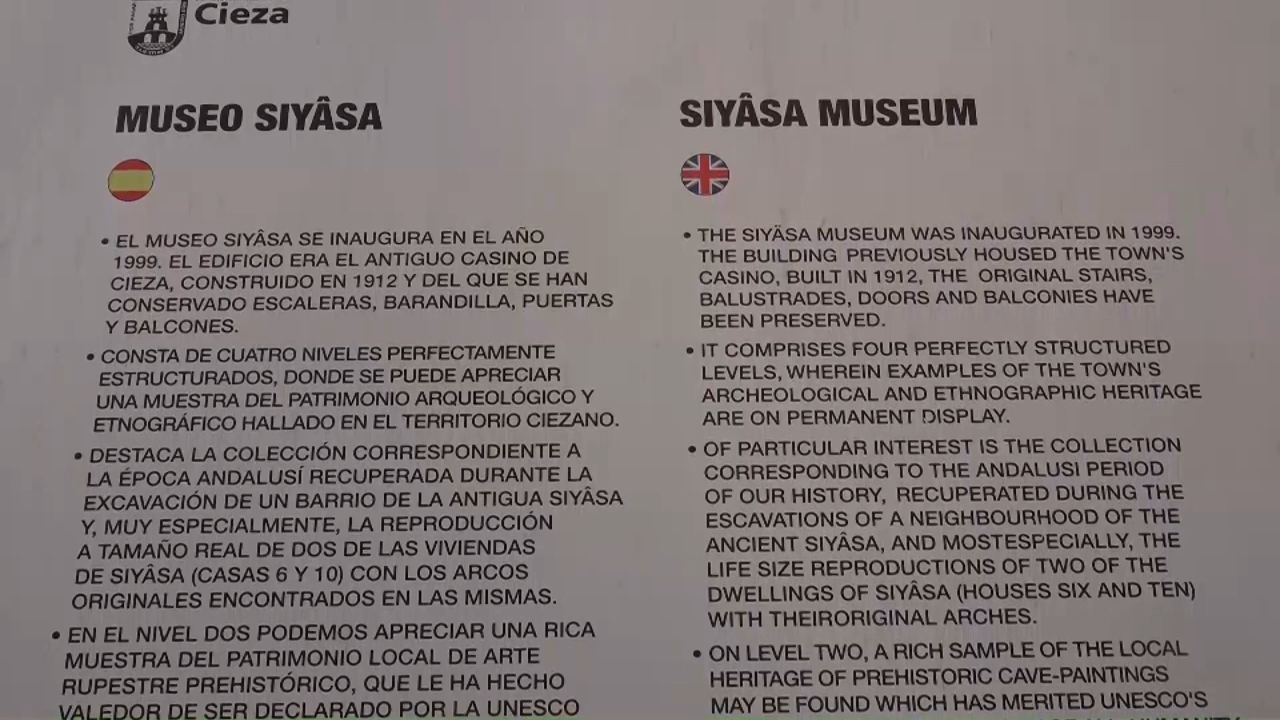 Cieza
MUSEO SIYÂSA
• EL MUSEO SIYÂSA SE INAUGURA EN EL AÑO
1999. EL EDIFICIO ERA EL ANTIGUO CASINO DE
CIEZA, CONSTRUIDO EN 1912 Y DEL QUE SE HAN
CONSERVADO ESCALERAS, BARANDILLA, PUERTAS
Y BALCONES.
• CONSTA DE CUATRO NIVELES PERFECTAMENTE
ESTRUCTURADOS, DONDE SE PUEDE APRECIAR
UNA MUESTRA DEL PATRIMONIO ARQUEOLÓGICO Y
ETNOGRÁFICO HALLADO EN EL TERRITORIO CIEZANO.
• DESTACA LA COLECCIÓN CORRESPONDIENTE A
LA ÉPOCA ANDALUSÍ RECUPERADA DURANTE LA
EXCAVACIÓN DE UN BARRIO DE LA ANTIGUA SIYÂSA
Y, MUY ESPECIALMENTE, LA REPRODUCCIÓN
A TAMAÑO REAL DE DOS DE LAS VIVIENDAS
DE SIYÂSA (CASAS 6 Y 10) CON LOS ARCOS
ORIGINALES ENCONTRADOS EN LAS MISMAS.
• EN EL NIVEL DOS PODEMOS APRECIAR UNA RICA
MUESTRA DEL PATRIMONIO LOCAL DE ARTE
RUPESTRE PREHISTÓRICO, QUE LE HA HECHO
VALEDOR DE SER DECLARADO POR LA UNESCO
SIYÂSA MUSEUM
• THE SIYÄSA MUSEUM WAS INAUGURATED IN 1999.
THE BUILDING PREVIOUSLY HOUSED THE TOWN'S
CASINO, BUILT IN 1912, THE ORIGINAL STAIRS,
BALUSTRADES, DOORS AND BALCONIES HAVE
BEEN PRESERVED.
• IT COMPRISES FOUR PERFECTLY STRUCTURED
LEVELS, WHEREIN EXAMPLES OF THE TOWN'S
ARCHEOLOGICAL AND ETHNOGRAPHIC HERITAGE
ARE ON PERMANENT DISPLAY.
• OF PARTICULAR INTEREST IS THE COLLECTION
CORRESPONDING TO THE ANDALUSI PERIOD
OF OUR HISTORY, RECUPERATED DURING THE
ESCAVATIONS OF A NEIGHBOURHOOD OF THE
ANCIENT SIYÂSA, AND MOSTESPECIALLY, THE
LIFE SIZE REPRODUCTIONS OF TWO OF THE
DWELLINGS OF SIYÂSA (HOUSES SIX AND TEN)
WITH THEIRORIGINAL ARCHES.
• ON LEVEL TWO, A RICH SAMPLE OF THE LOCAL
HERITAGE OF PREHISTORIC CAVE-PAINTINGS
MAY BE FOUND WHICH HAS MERITED UNESCO'S